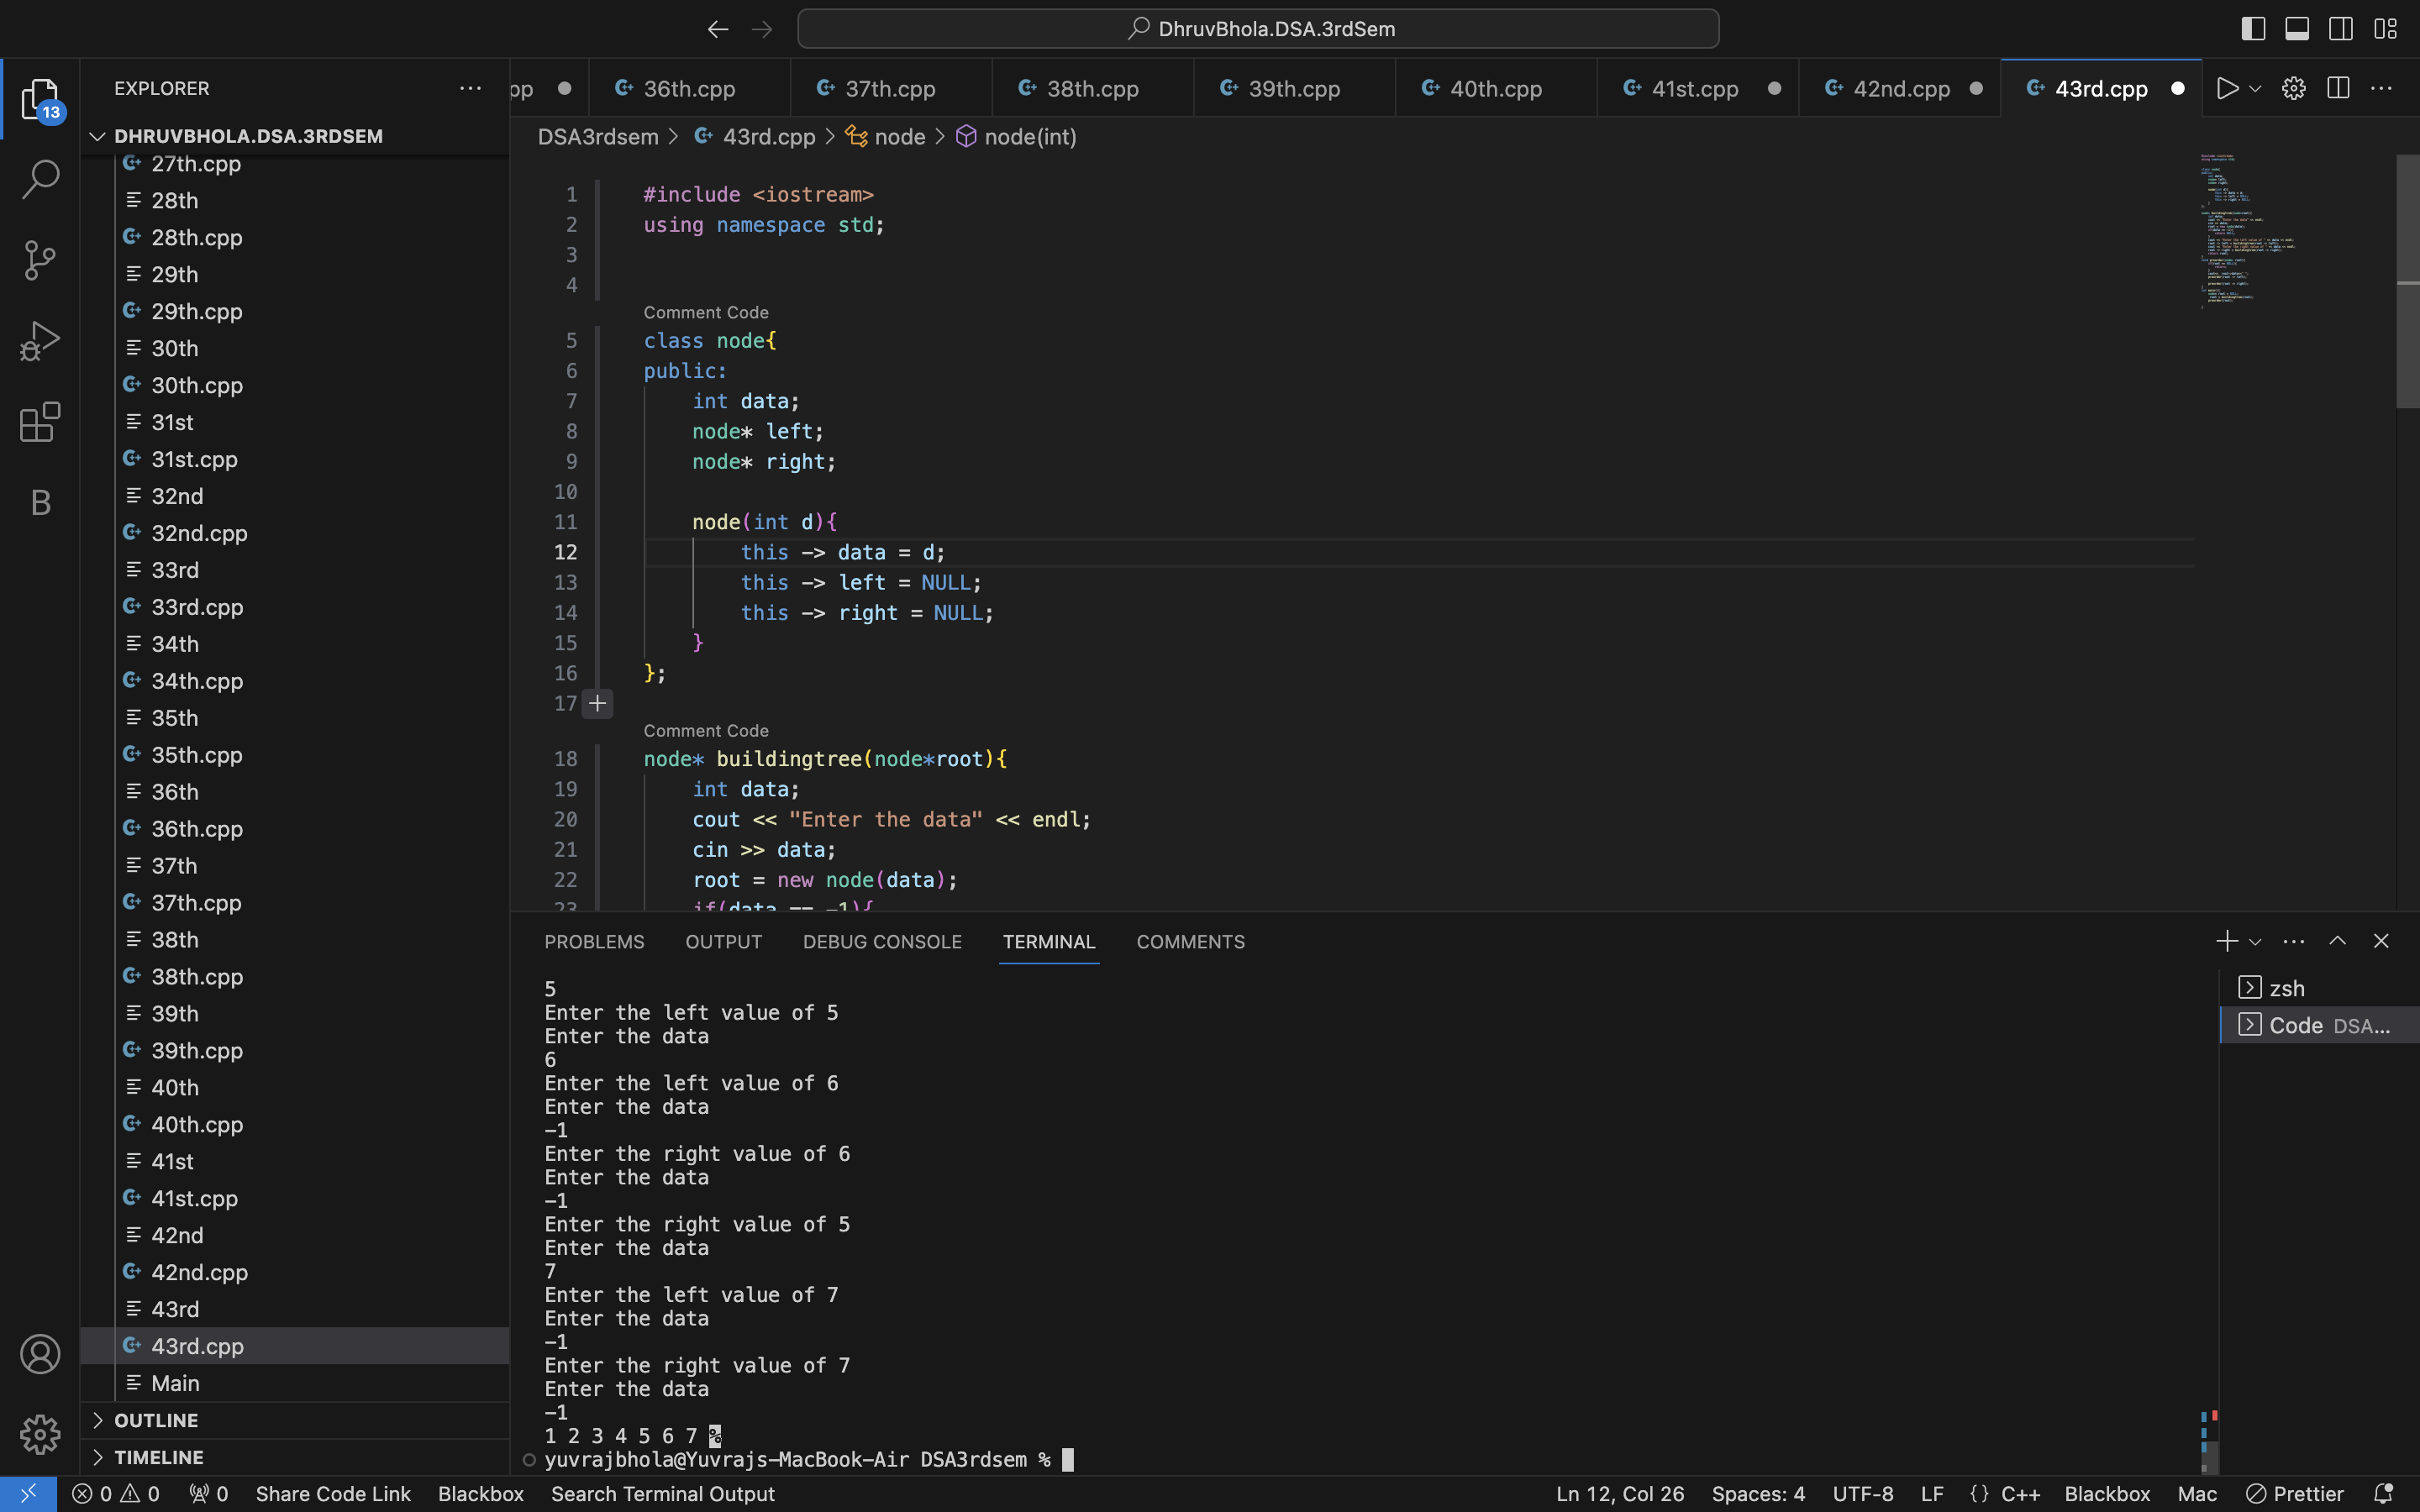 DhruvBhola.DSA.3rdSem
EXPLORER
pp
36th.cpp
37th.cpp
38th.cpp
39th.cpp
40th.cpp
41st.cpp
42nd.cpp
43rd.cpp
13
DHRUVBHOLA.DSA.3RDSEM
27th.cpp
28th
28th.cpp
29th
29th.cpp
30th
30th.cpp
31st
31st.cpp
32nd
32nd.cpp
33rd
33rd.cpp
34th
34th.cpp
35th
35th.cpp
36th
36th.cpp
37th
37th.cpp
38th
38th.cpp
39th
39th.cpp
40th
40th.cpp
41st
41st.cpp
42nd
42nd.cpp
43rd
43rd.cpp
Main
OUTLINE
TIMELINE
B
DSA3rdsem > 43rd.cpp > node > node(int)
1 #include <iostream>
2 using namespace std;
3
4
Comment Code
5 class node{
6 public:
7 int data;
8 node* left;
9 node* right;
10
11 node(int d){
12 this -> data = d;
13 this -> left = NULL;
14 this -> right = NULL;
15 }
16 };
17
Comment Code
18 node* buildingtree(node*root){
19 int data;
20 cout << "Enter the data" << endl;
21 cin >> data;
22 root = new node(data);
23 if(data == -1){
PROBLEMS OUTPUT DEBUG CONSOLE TERMINAL COMMENTS
5
Enter the left value of 5
Enter the data
6
Enter the left value of 6
Enter the data
-1
Enter the right value of 6
Enter the data
-1
Enter the right value of 5
Enter the data
7
Enter the left value of 7
Enter the data
-1
Enter the right value of 7
Enter the data
-1
1 2 3 4 5 6 7 %
yuvrajbhola@Yuvrajs-MacBook-Air DSA3rdsem %
zsh
Code DSA...
0 0 0 Share Code Link Blackbox Search Terminal Output
Ln 12, Col 26 Spaces: 4 UTF-8 LF {} C++ Blackbox Mac Prettier